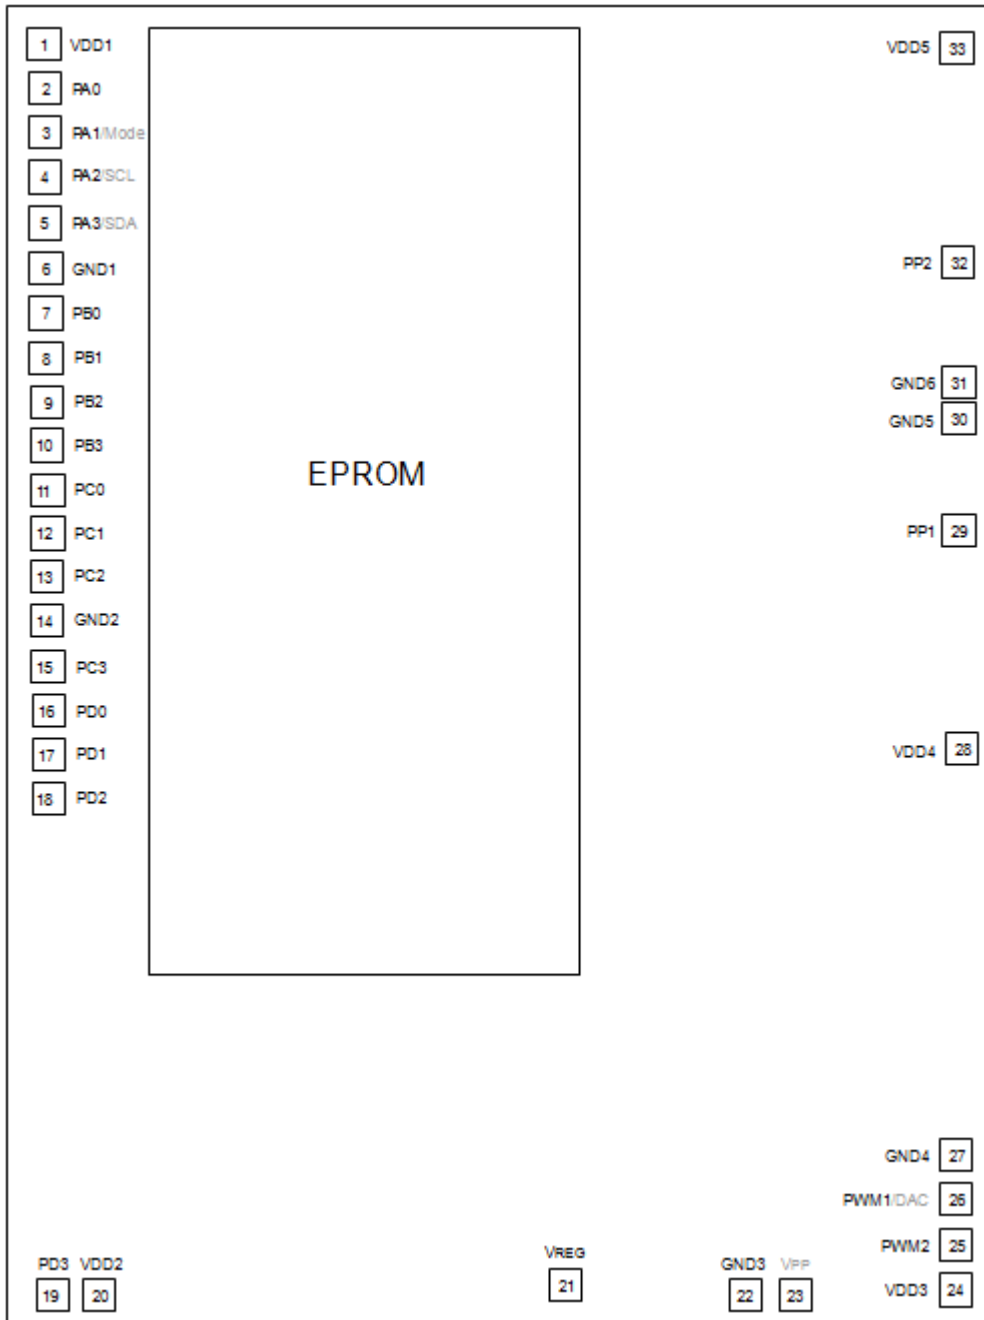 1 VDD1
2 PA0
3 PA1/Mode
4 PA2/SCL
5 PA3/SDA
6 GND1
7 PB0
8 PB1
9 PB2
10 PB3
11 PC0
12 PC1
13 PC2
14 GND2
15 PC3
16 PD0
17 PD1
18 PD2
EPROM
VDD5 33
PP2 32
GND6 31
GND5 30
PP1 29
VDD4 28
GND4 27
PWM1/DAC 26
PWM2 25
VDD3 24
PD3 VDD2
19 20
VREG
21
GND3 VPP
22 23